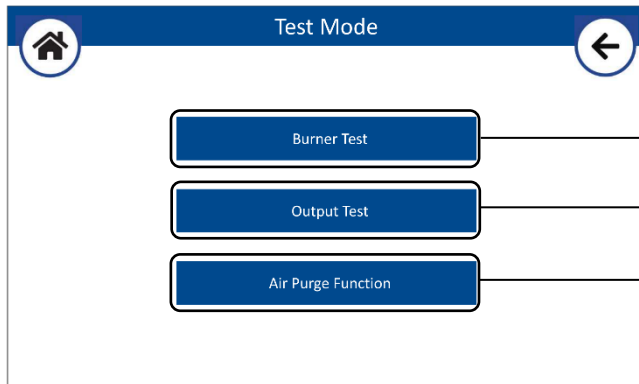 Test Mode
Burner Test
Output Test
Air Purge Function